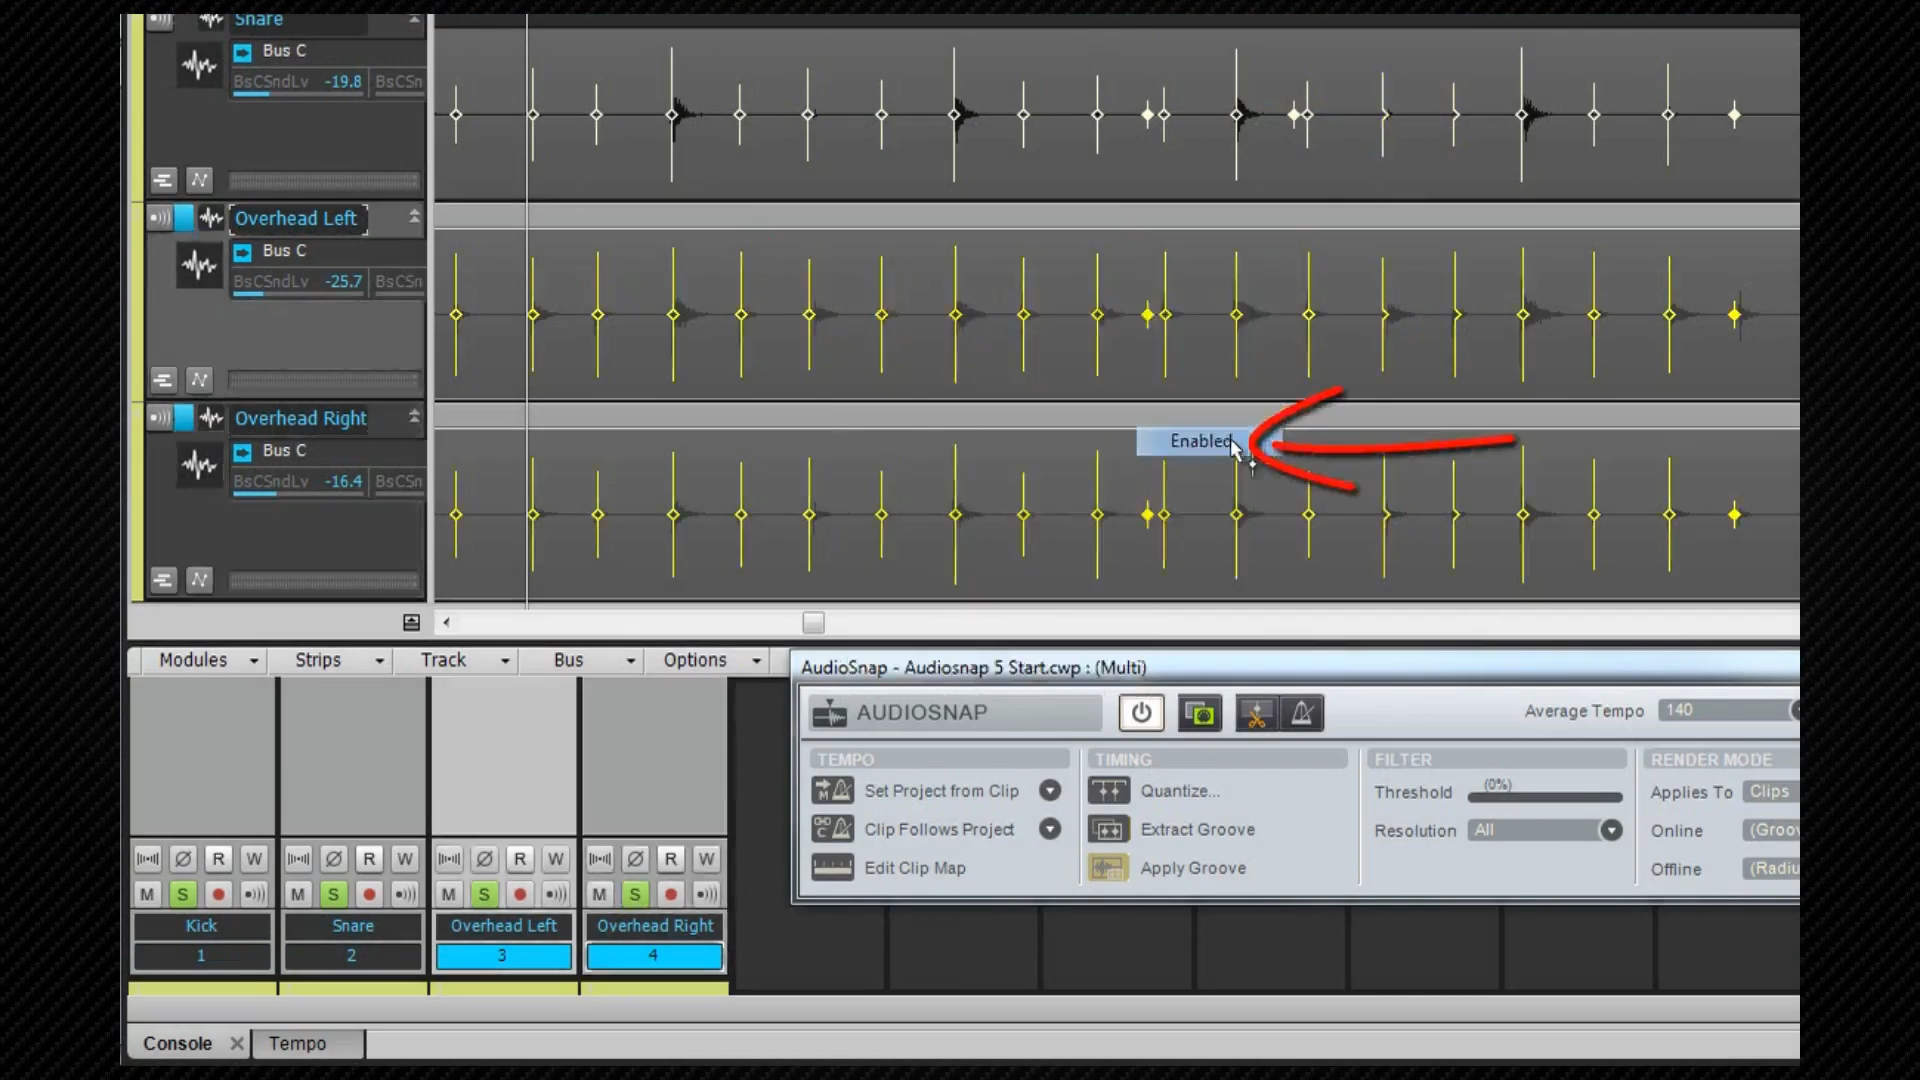 Snare
Bus C
BsCSndLv -19.8 BsCSn
Overhead Left
Bus C
BsCSndLv -25.7 BsCSn
Overhead Right
Enabled
Bus C
BsCSndLv -16.4 BsCSn
Modules Strips Track Bus Options
AudioSnap - Audiosnap 5 Start.cwp : (Multi)
AUDIOSNAP
Average Tempo 140
TEMPO TIMING FILTER RENDER MODE
Set Project from Clip Quantize... Threshold (0%) Applies To Clips
Clip Follows Project Extract Groove Resolution All Online (Groov
Edit Clip Map Apply Groove Offline (Radiu
R W R W R W R W
M S M S M S M S
Kick Snare Overhead Left Overhead Right
1 2 3 4
Console Tempo